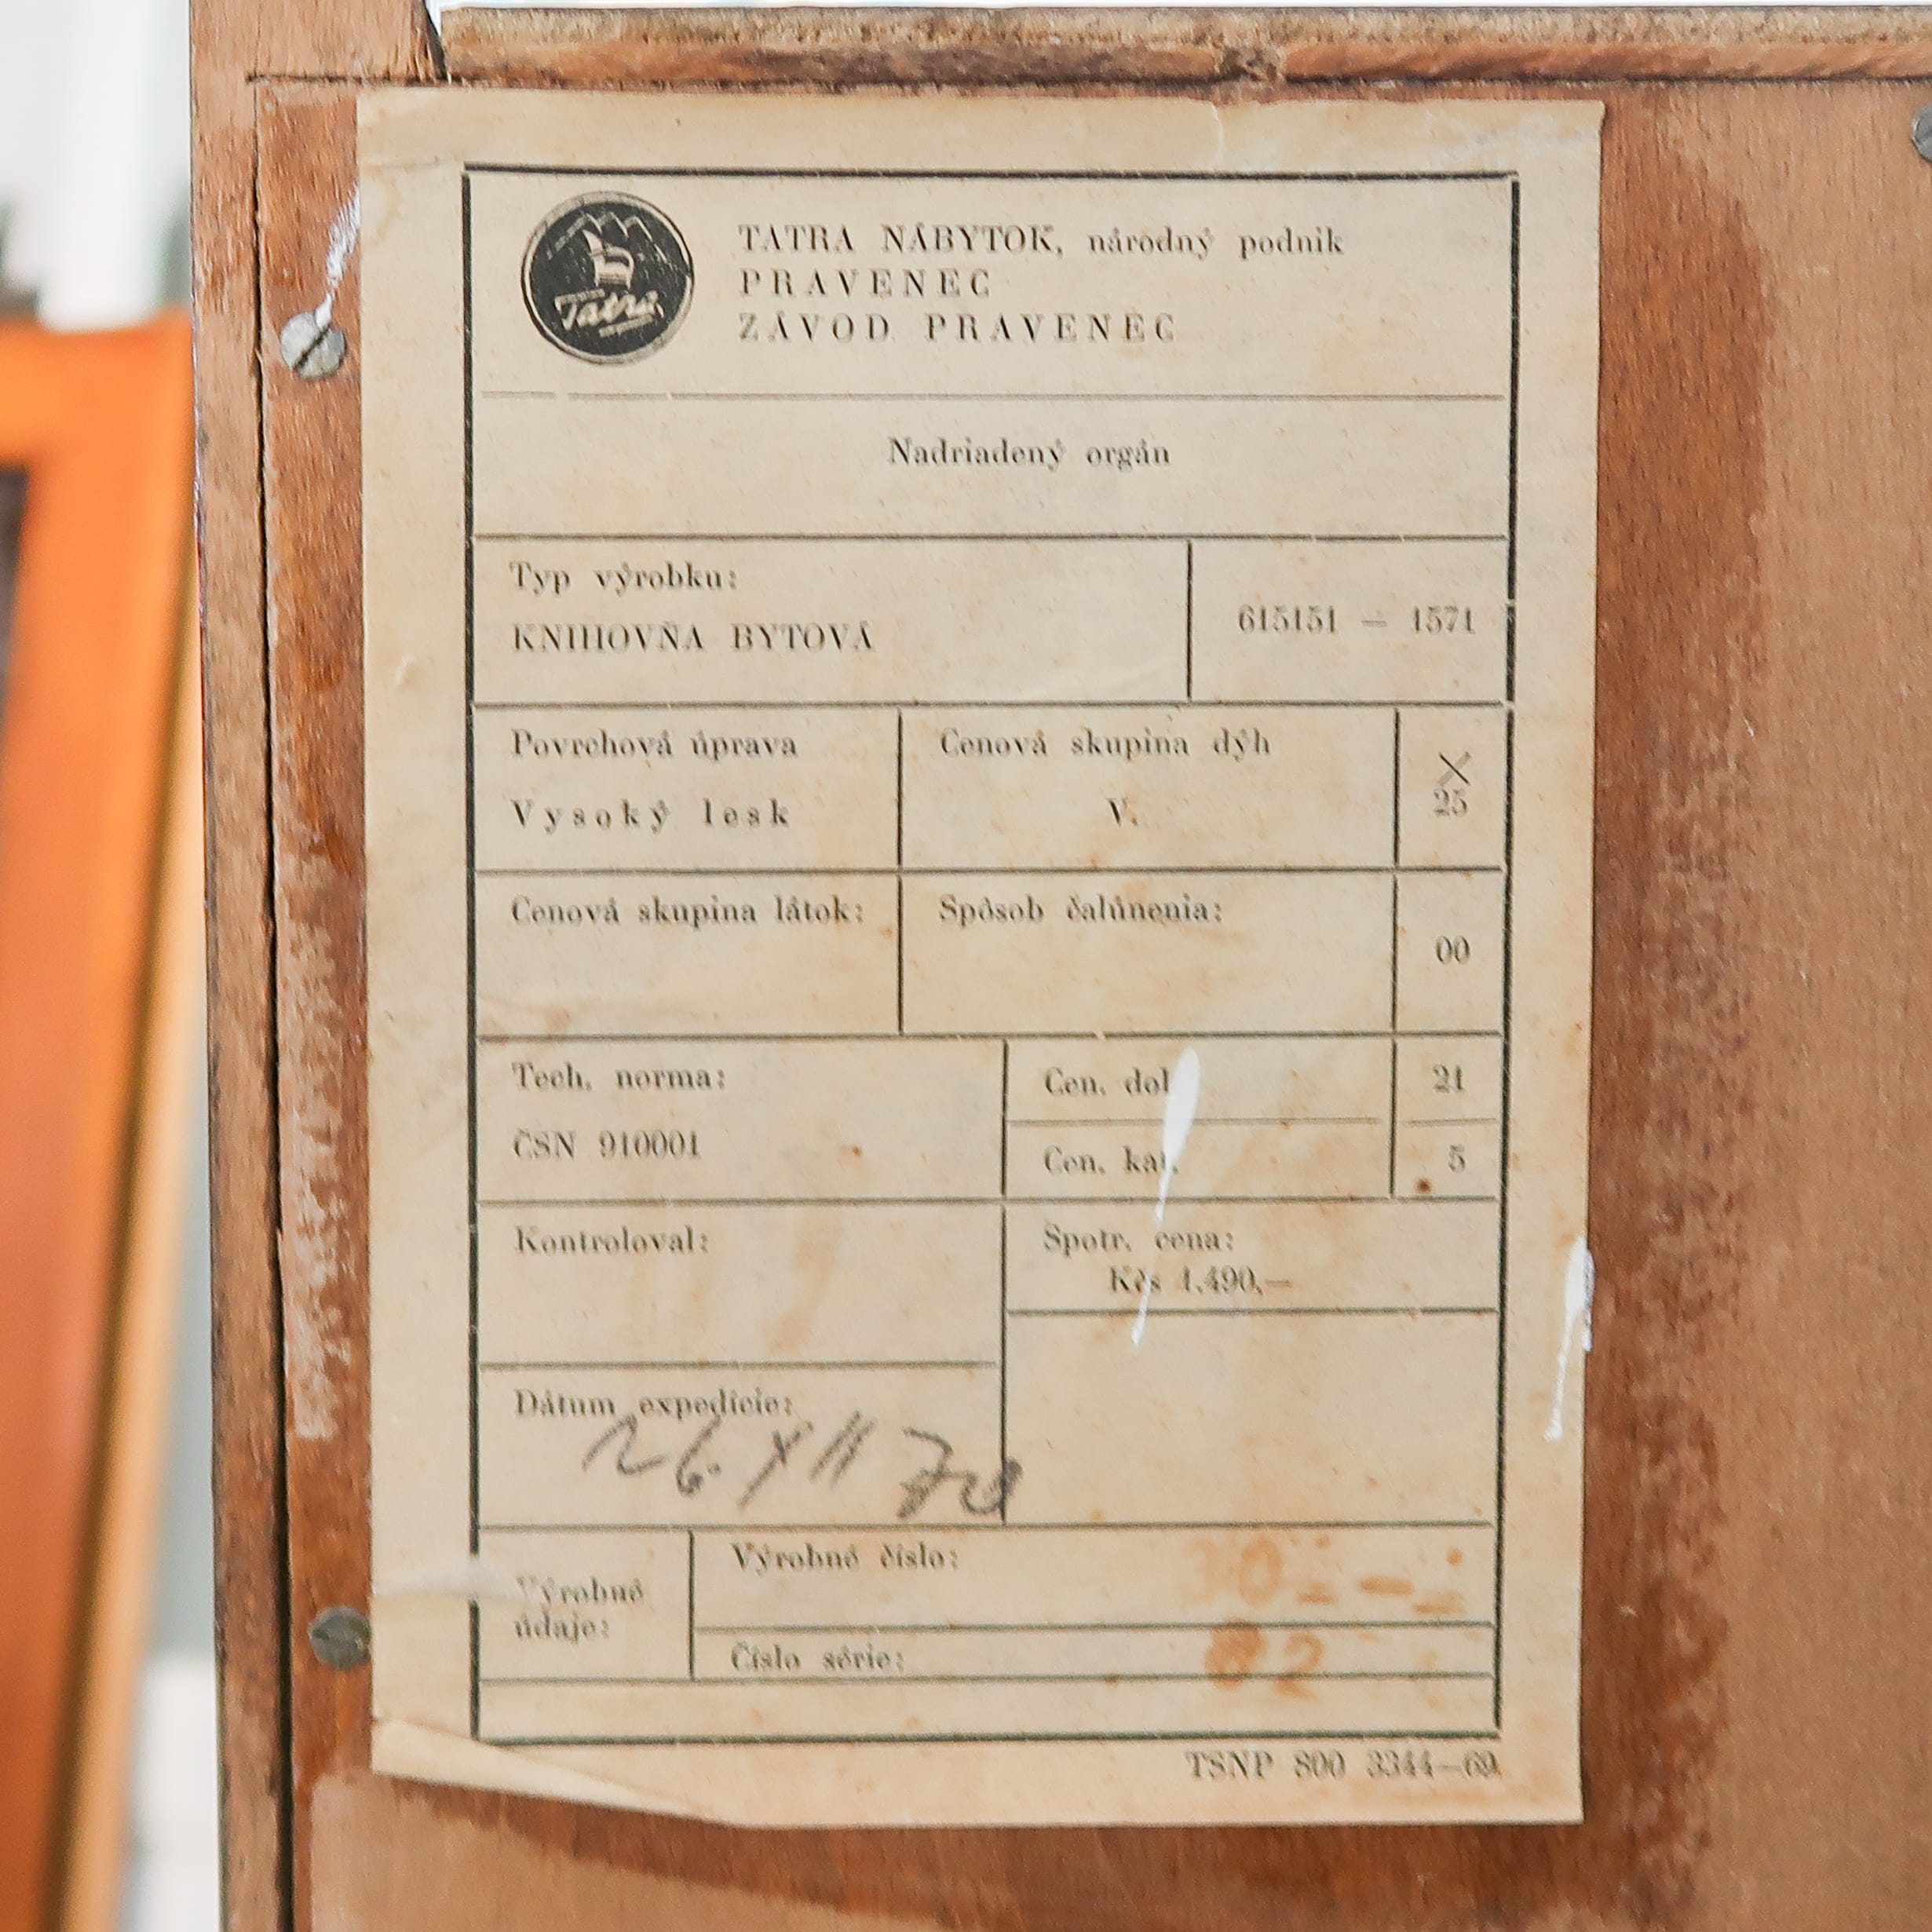 Tatra
TATRA NÁBYTOK, národný podnik
PRAVENEC
ZÁVOD PRAVENEC
Nadriadený orgán
Typ výrobku:
KNIHOVŇA BYTOVÁ
615151 — 1571
Povrchová úprava
Vysoký lesk
Cenová skupina dýh
V.
25
Cenová skupina látok:
Spôsob čalúnenia:
00
Tech. norma:
ČSN 910001
Cen. dol
21
Cen. kat.
5
Kontroloval:
Spotr. cena:
Kčs 1.490,—
Dátum expedície:
26. XII 70
Výrobné
údaje:
Výrobné číslo:
Číslo série:
TSNP 800 3344—69